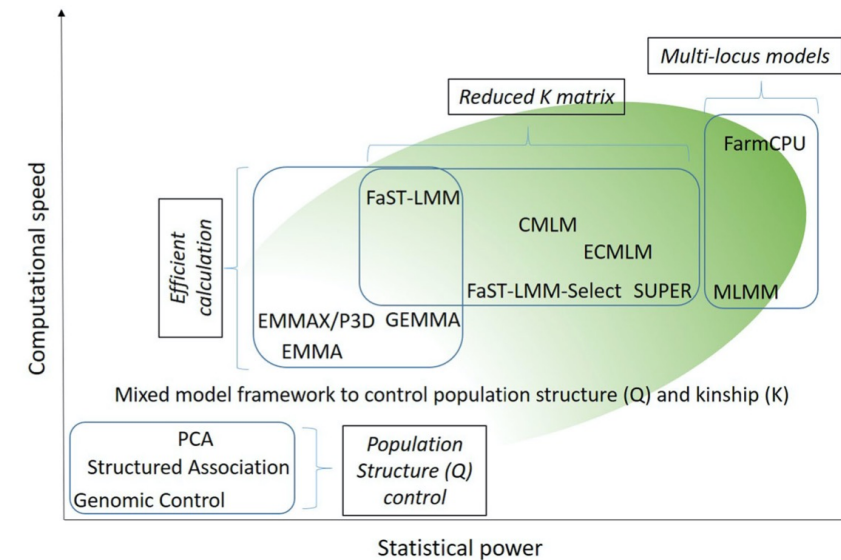 Multi-locus models
Reduced K matrix
FarmCPU
FaST-LMM
CMLM
ECMLM
Efficient
calculation
FaST-LMM-Select SUPER MLMM
EMMAX/P3D GEMMA
EMMA
Computational speed
Mixed model framework to control population structure (Q) and kinship (K)
PCA
Structured Association
Genomic Control
Population
Structure (Q)
control
Statistical power